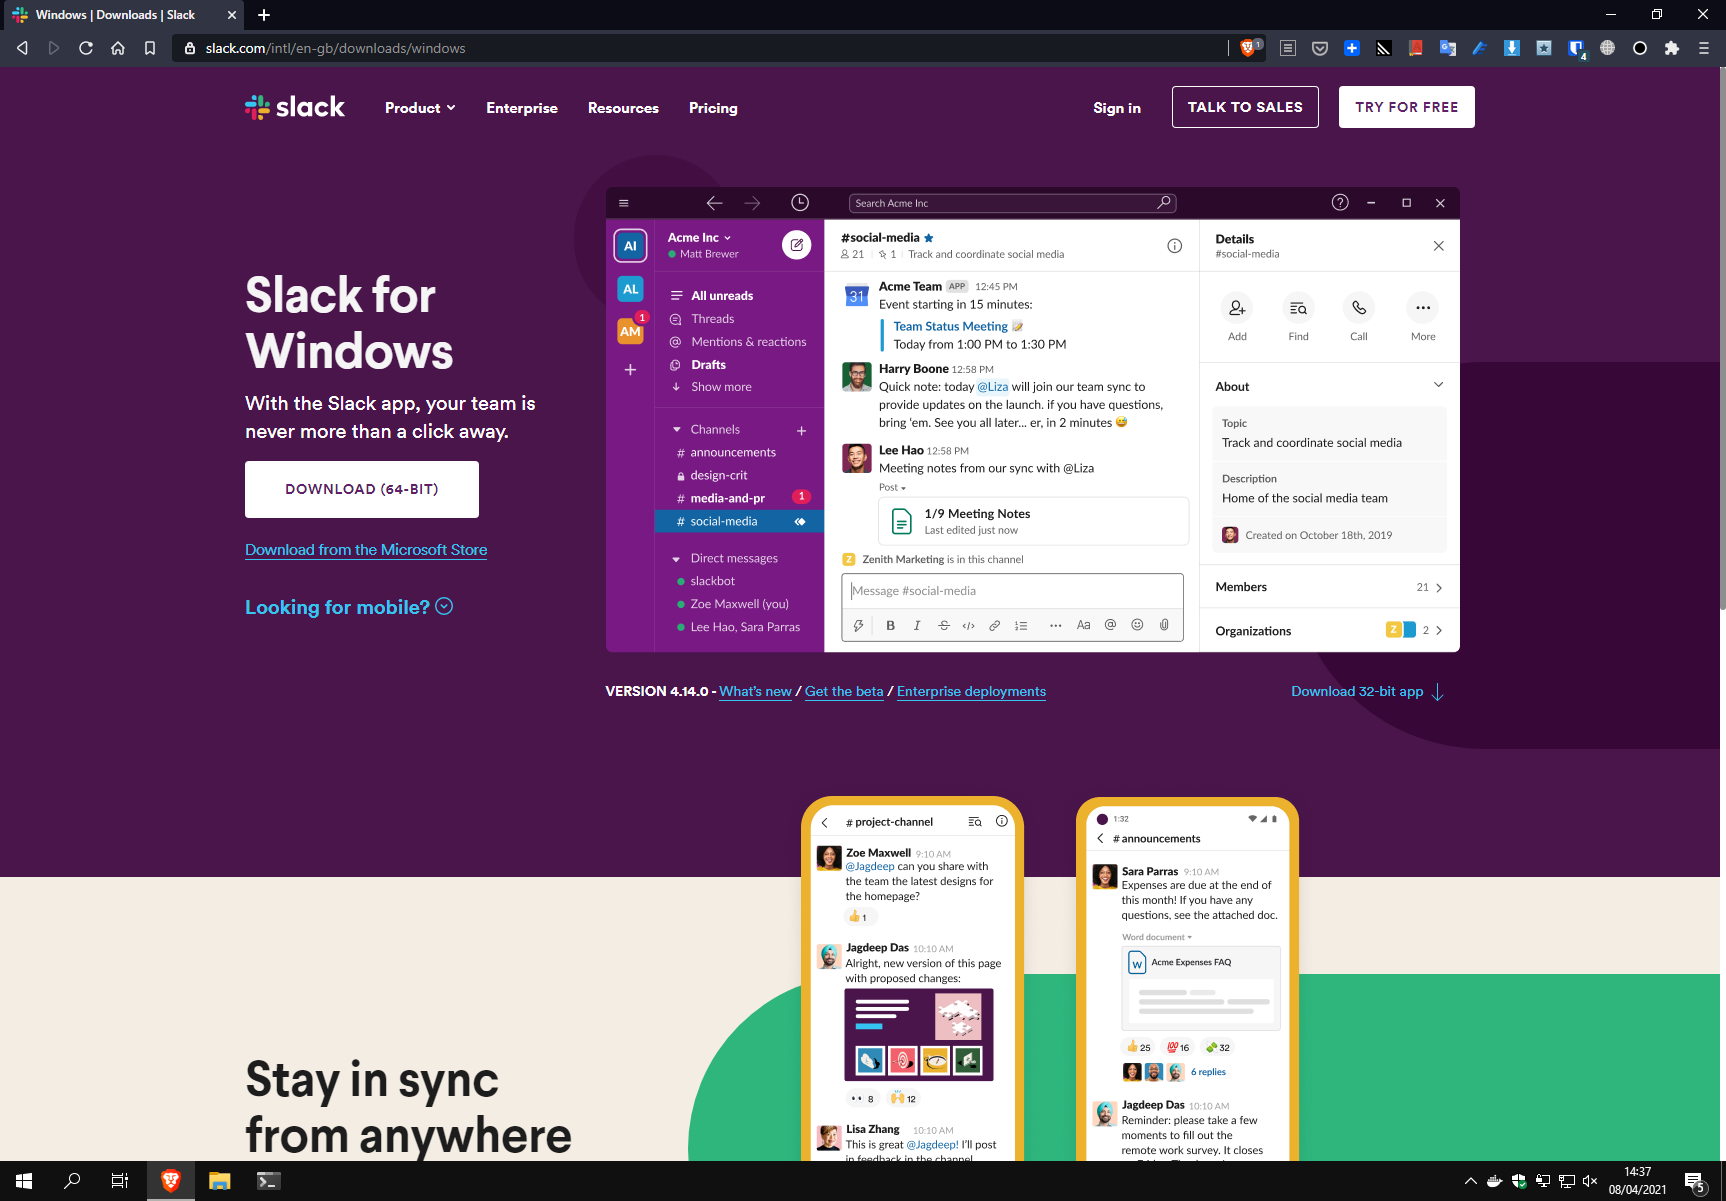 Windows | Downloads | Slack
slack.com/intl/en-gb/downloads/windows
1
4
slack
Product
Enterprise
Resources
Pricing
Sign in
TALK TO SALES
TRY FOR FREE
Slack for
Windows
With the Slack app, your team is
never more than a click away.
DOWNLOAD (64-BIT)
Download from the Microsoft Store
Looking for mobile?
Search Acme Inc
AI
AL
AM
1
Acme Inc
Matt Brewer
All unreads
Threads
Mentions & reactions
Drafts
Show more
Channels
# announcements
design-crit
# media-and-pr 1
# social-media
Direct messages
slackbot
Zoe Maxwell (you)
Lee Hao, Sara Parras
#social-media
21 1 Track and coordinate social media
31
Acme Team APP 12:45 PM
Event starting in 15 minutes:
Team Status Meeting 📝
Today from 1:00 PM to 1:30 PM
Harry Boone 12:58 PM
Quick note: today @Liza will join our team sync to
provide updates on the launch. if you have questions,
bring ‘em. See you all later... er, in 2 minutes 😅
Lee Hao 12:58 PM
Meeting notes from our sync with @Liza
Post
1/9 Meeting Notes
Last edited just now
Z Zenith Marketing is in this channel
Message #social-media
B I S </> Aa @
Details
#social-media
Add
Find
Call
More
About
Topic
Track and coordinate social media
Description
Home of the social media team
Created on October 18th, 2019
Members 21
Organizations Z 2
VERSION 4.14.0 - What's new / Get the beta / Enterprise deployments
Download 32-bit app
# project-channel
Zoe Maxwell 9:10 AM
@Jagdeep can you share with
the team the latest designs for
the homepage?
👍 1
Jagdeep Das 10:10 AM
Alright, new version of this page
with proposed changes:
👀 8 🙌 12
Lisa Zhang 10:10 AM
This is great @Jagdeep! I'll post
in feedback in the channel
1:32
# announcements
Sara Parras 9:10 AM
Expenses are due at the end of
this month! If you have any
questions, see the attached doc.
Word document
W Acme Expenses FAQ
👍 25 💯 16 💸 32
6 replies
Jagdeep Das 10:10 AM
Reminder: please take a few
moments to fill out the
remote work survey. It closes
Stay in sync
from anywhere
14:37
08/04/2021
5